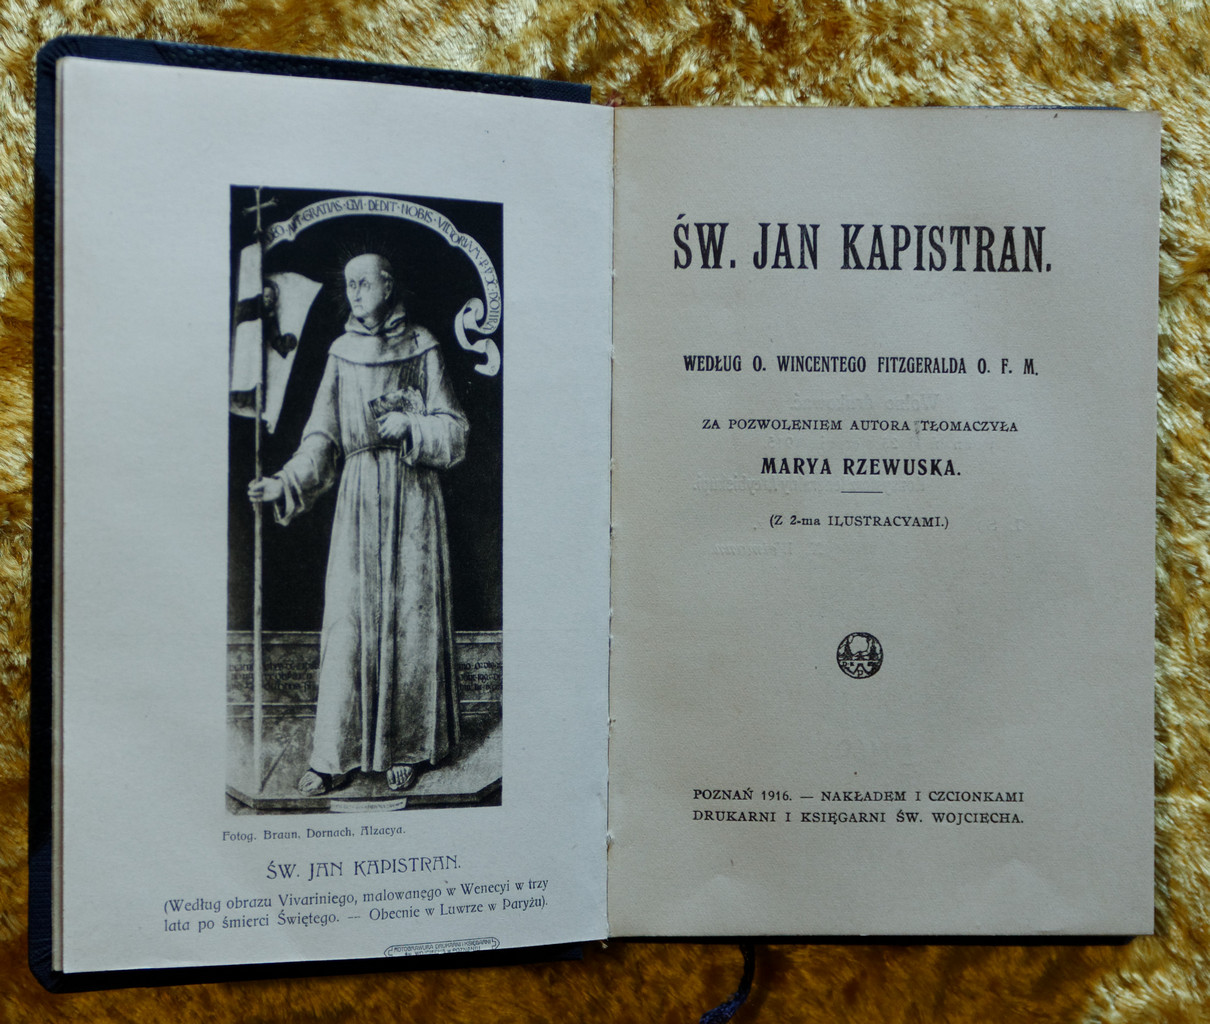 DEDIT · NOBIS ·
Fotog. Braun, Dornach, Alzacya.
ŚW. JAN KAPISTRAN.
(Według obrazu Vivariniego, malowanego w Wenecyi w trzy
lata po śmierci Świętego. — Obecnie w Luwrze w Paryżu).
ŚW. JAN KAPISTRAN.
WEDŁUG O. WINCENTEGO FITZGERALDA O. F. M.
ZA POZWOLENIEM AUTORA TŁOMACZYŁA
MARYA RZEWUSKA.
(Z 2-ma ILUSTRACYAMI.)
POZNAŃ 1916. — NAKŁADEM I CZCIONKAMI
DRUKARNI I KSIĘGARNI ŚW. WOJCIECHA.